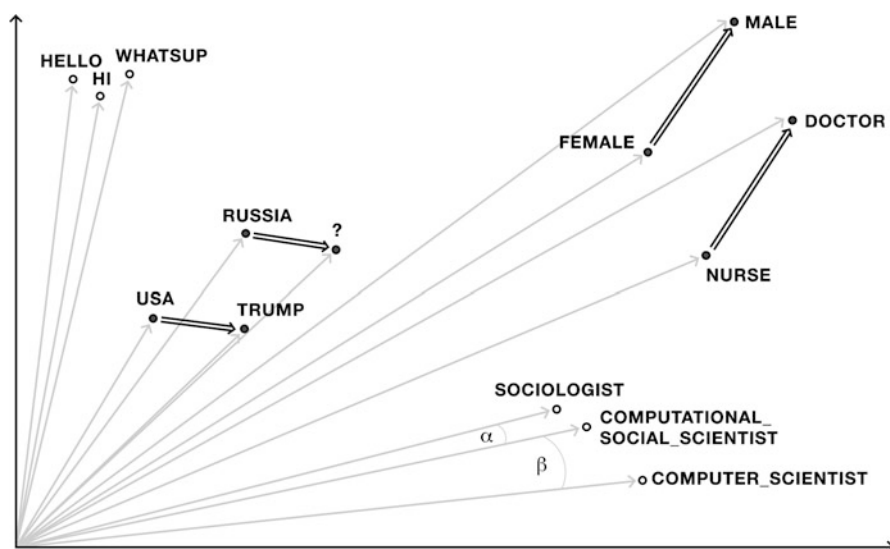 MALE
WHATSUP
HELLO
HI
DOCTOR
FEMALE
RUSSIA
?
NURSE
USA
TRUMP
SOCIOLOGIST
COMPUTATIONAL_
SOCIAL_SCIENTIST
α
β
COMPUTER_SCIENTIST